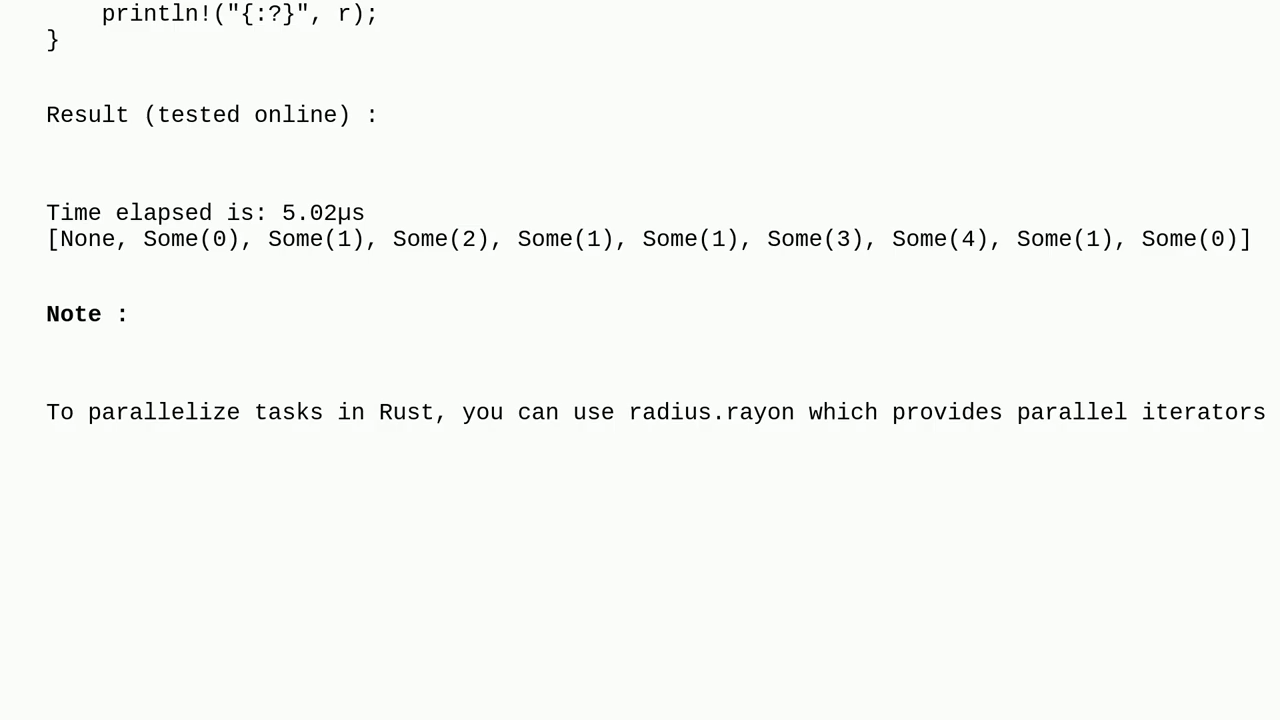 println!("{:?}", r);
}
Result (tested online) :
Time elapsed is: 5.02µs
[None, Some(0), Some(1), Some(2), Some(1), Some(1), Some(3), Some(4), Some(1), Some(0)]
Note :
To parallelize tasks in Rust, you can use radius.rayon which provides parallel iterators